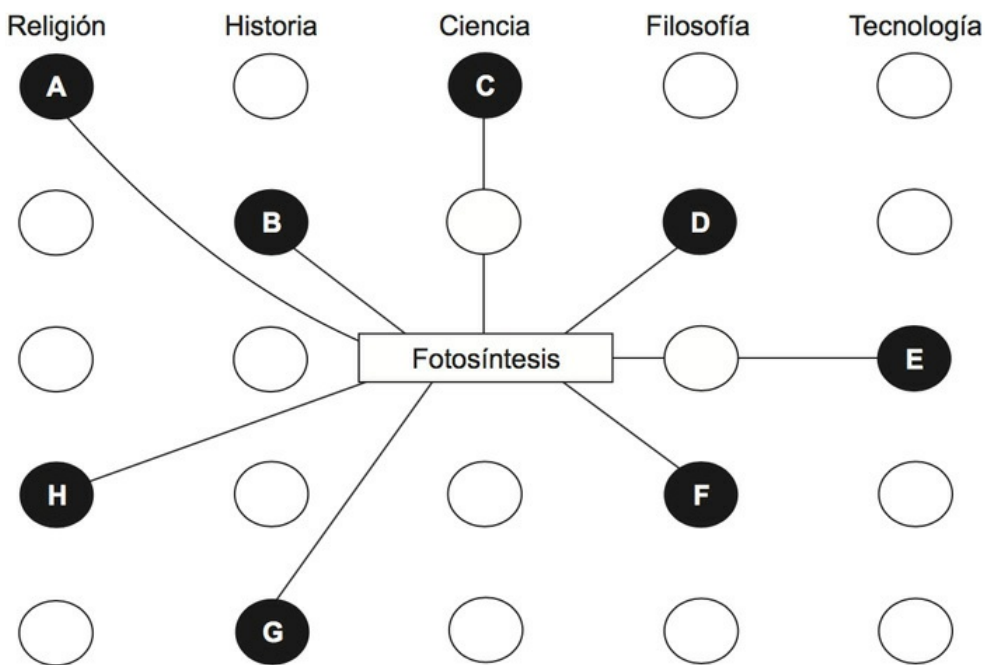 Religión Historia Ciencia Filosofía Tecnología
A C
B D
Fotosíntesis E
H F
G